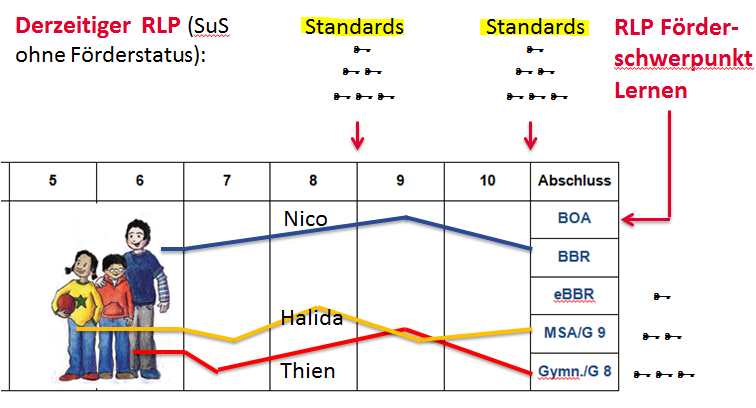 Derzeitiger RLP (SuS
ohne Förderstatus):
Standards
Standards
RLP Förder-
schwerpunkt
Lernen
5 6 7 8 9 10 Abschluss
Nico
BOA
BBR
eBBR
Halida
MSA/G 9
Thien
Gymn./G 8